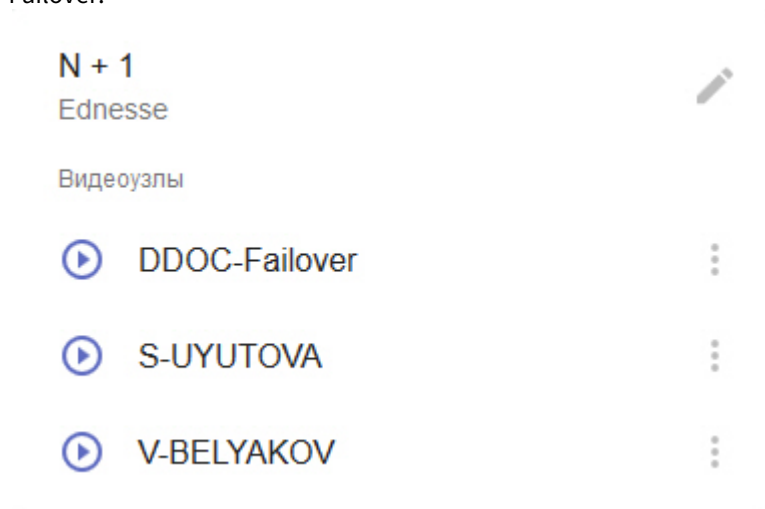 Failover.
N + 1
Ednesse
Видеоузлы
DDOC-Failover
S-UYUTOVA
V-BELYAKOV